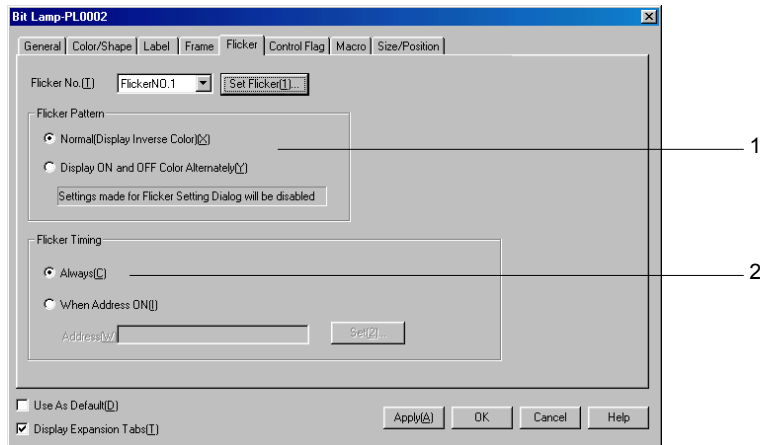 Bit Lamp-PL0002
General Color/Shape Label Frame Flicker Control Flag Macro Size/Position
Flicker No.(T) FlickerNO.1 Set Flicker(1)...
Flicker Pattern
Normal(Display Inverse Color)(X)
1
Display ON and OFF Color Alternately(Y)
Settings made for Flicker Setting Dialog will be disabled
Flicker Timing
Always(C)
2
When Address ON(I)
Address(W) Set(2)...
Use As Default(D)
Display Expansion Tabs(T)
Apply(A) OK Cancel Help